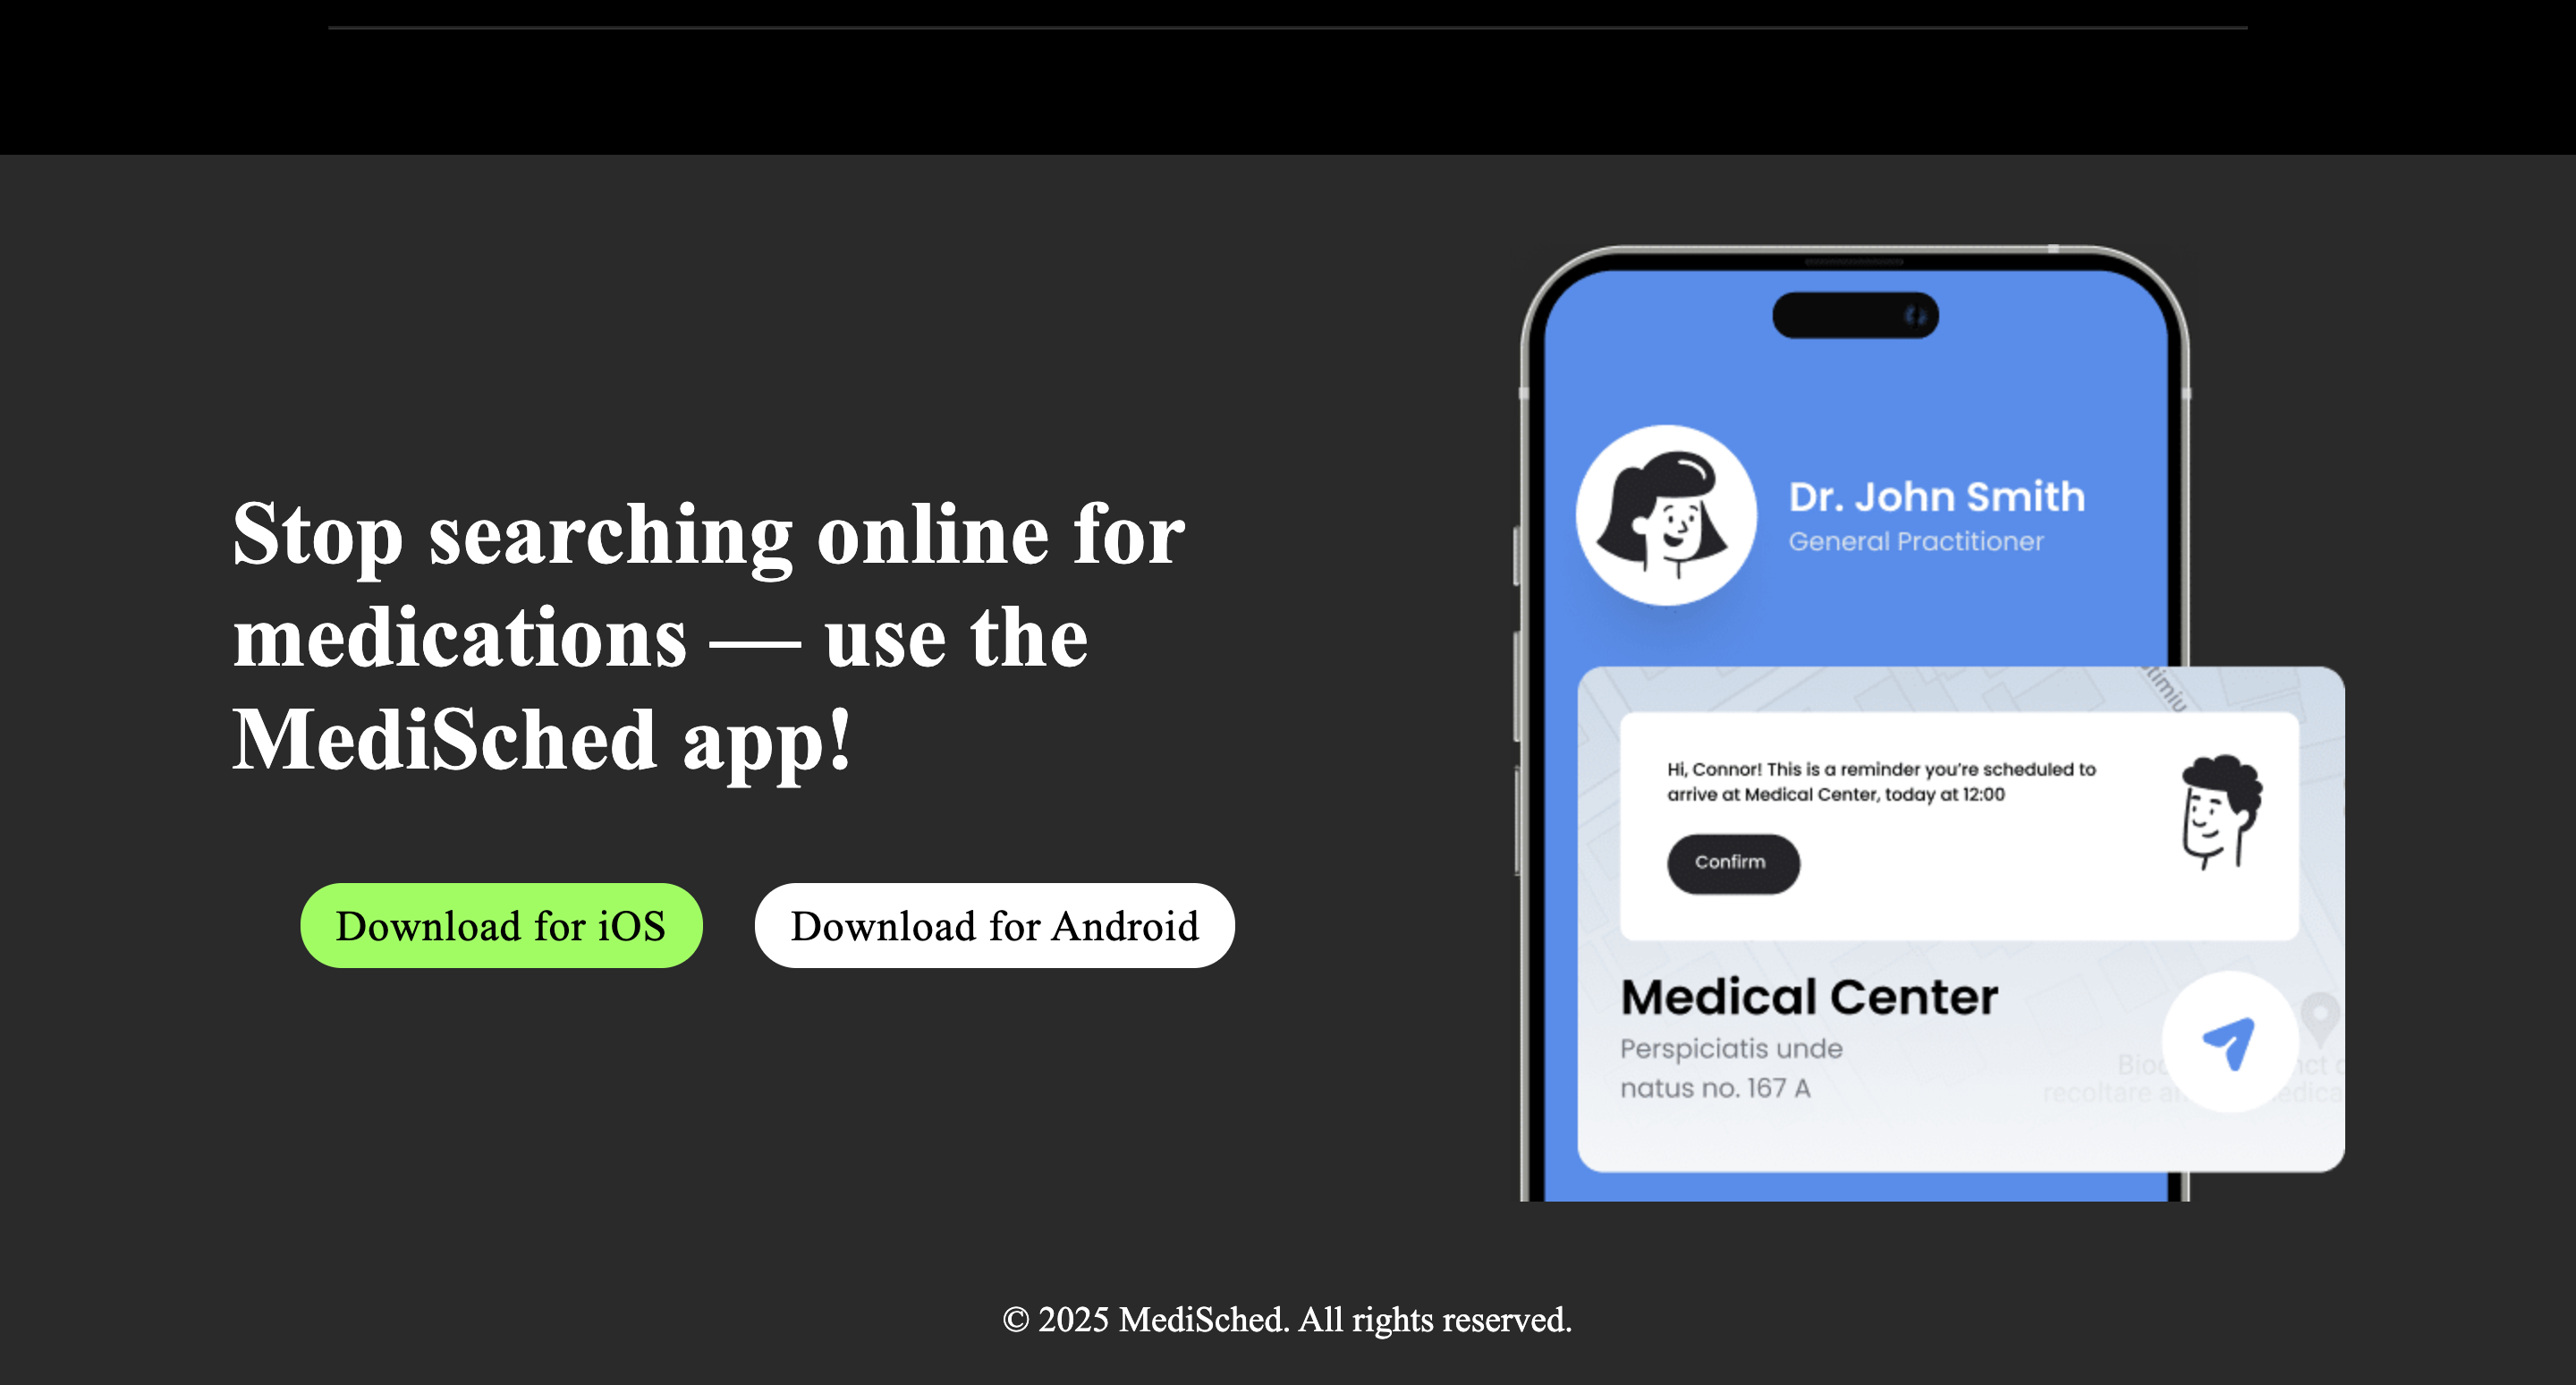 Stop searching online for
medications — use the
MediSched app!
Download for iOS
Download for Android
Dr. John Smith
General Practitioner
Hi, Connor! This is a reminder you're scheduled to
arrive at Medical Center, today at 12:00
Confirm
Medical Center
Perspiciatis unde
natus no. 167 A
recoltare
© 2025 MediSched. All rights reserved.